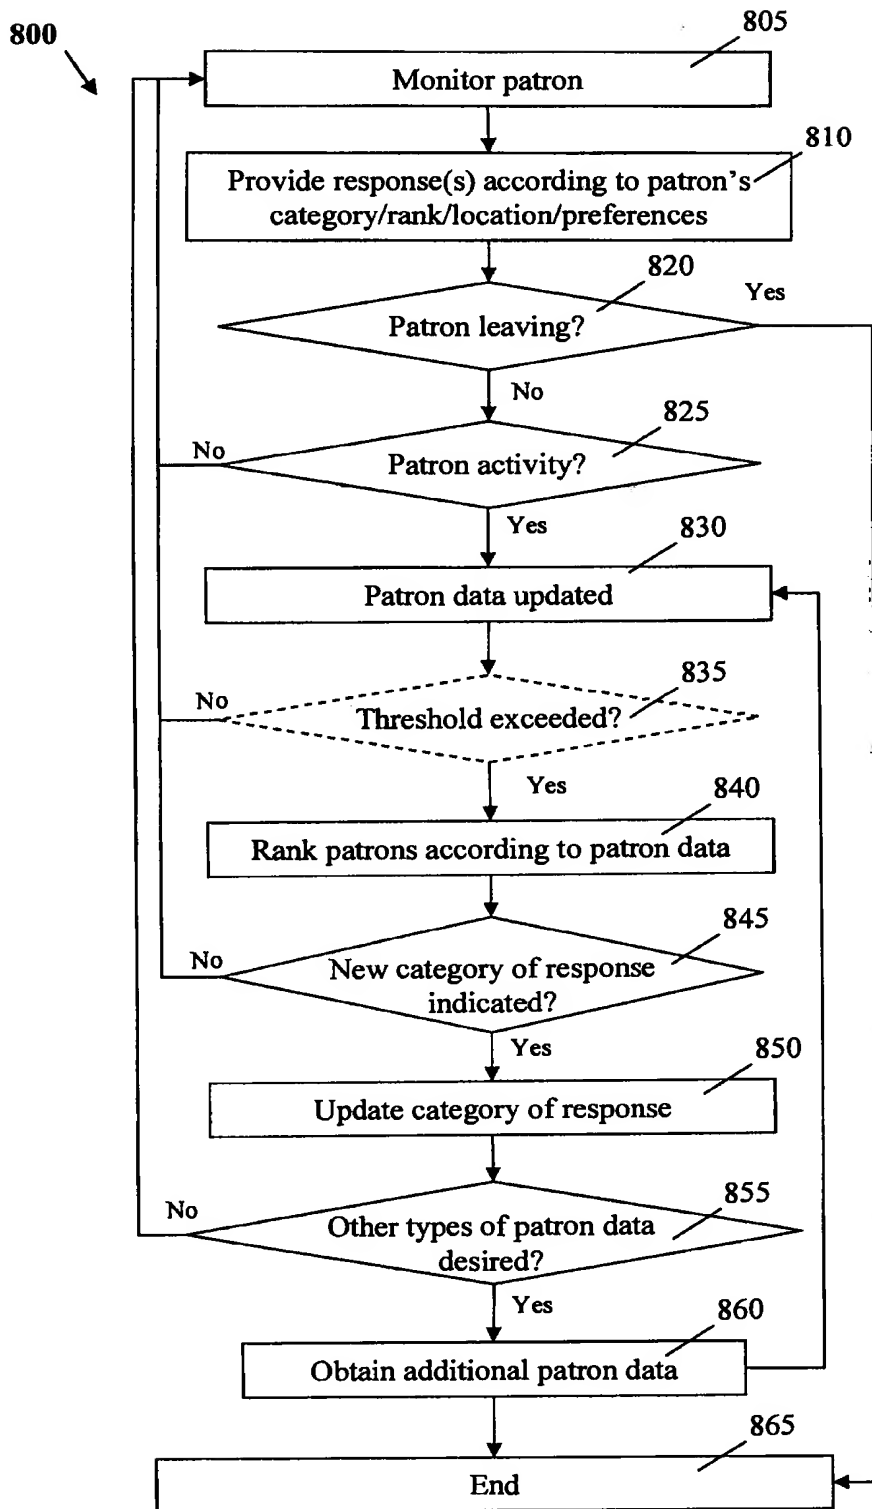 800
805
Monitor patron
810
Provide response(s) according to patron's
category/rank/location/preferences
820
Yes
Patron leaving?
No
825
No
Patron activity?
Yes
830
Patron data updated
835
No
Threshold exceeded?
Yes
840
Rank patrons according to patron data
845
No
New category of response
indicated?
Yes
850
Update category of response
855
No
Other types of patron data
desired?
Yes
860
Obtain additional patron data
865
End